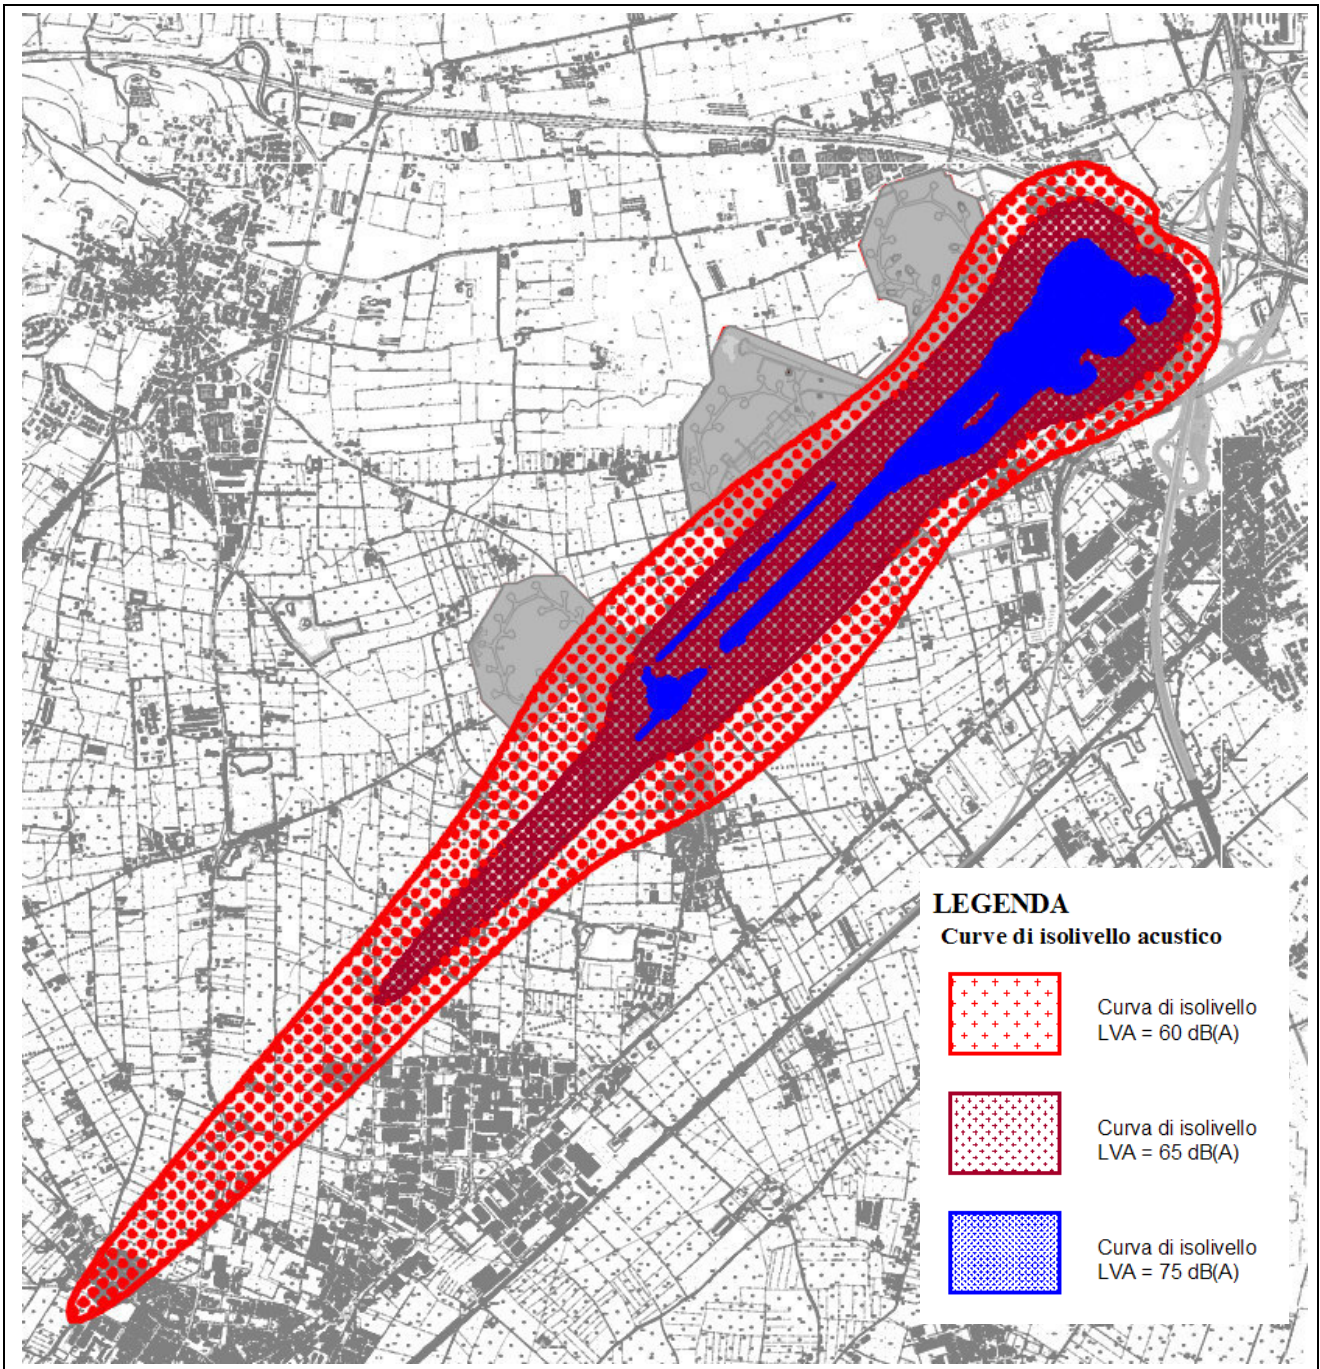 LEGENDA
Curve di isolivello acustico
Curva di isolivello
LVA = 60 dB(A)
Curva di isolivello
LVA = 65 dB(A)
Curva di isolivello
LVA = 75 dB(A)